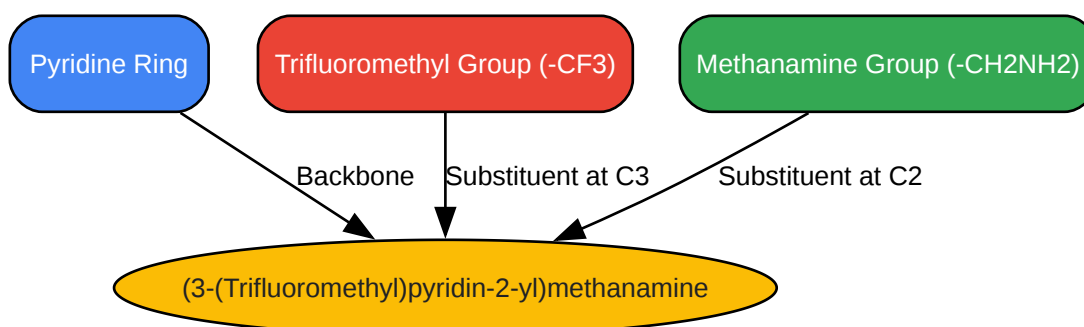 Pyridine Ring
Trifluoromethyl Group (-CF3)
Methanamine Group (-CH2NH2)
Backbone
Substituent at C3
Substituent at C2
(3-(Trifluoromethyl)pyridin-2-yl)methanamine